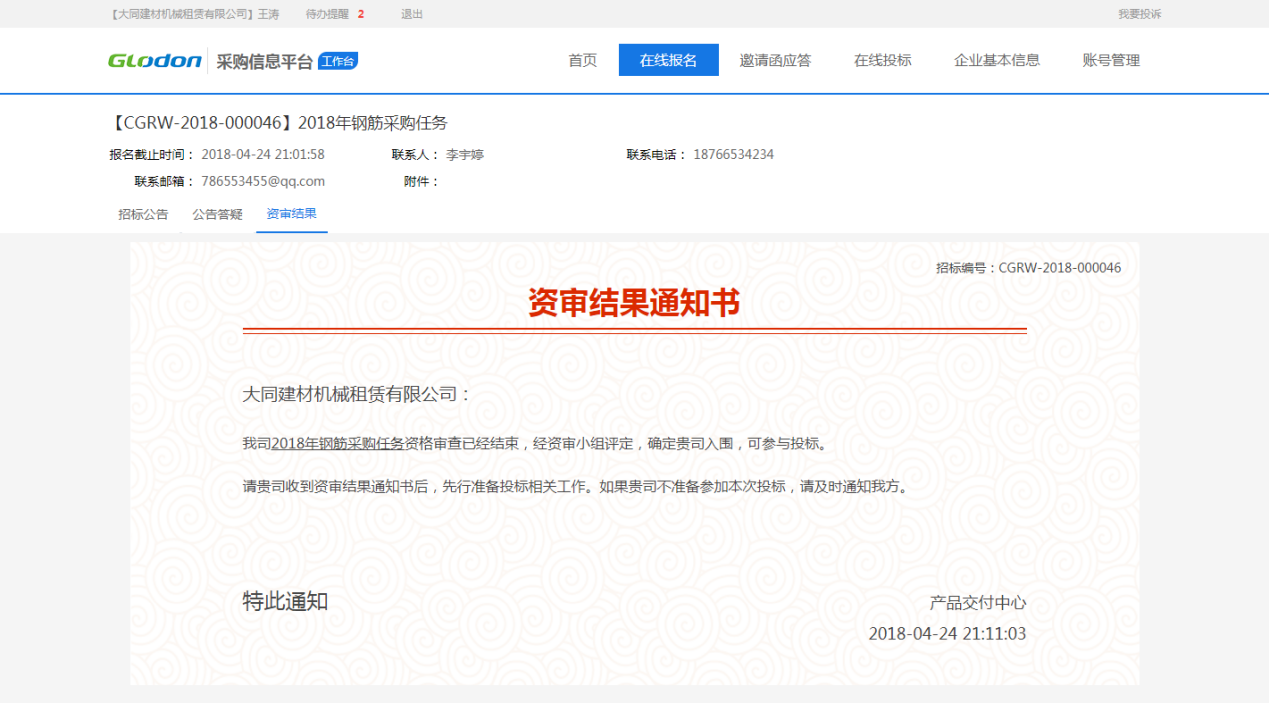 【大同建材机械租赁有限公司】王涛 待办提醒 2 退出 我要投诉
Glodon 采购信息平台 工作台 首页 在线报名 邀请函应答 在线投标 企业基本信息 账号管理
【CGRW-2018-000046】2018年钢筋采购任务
报名截止时间： 2018-04-24 21:01:58 联系人： 李宇婷 联系电话： 18766534234
联系邮箱： 786553455@qq.com 附件：
招标公告 公告答疑 资审结果
招标编号：CGRW-2018-000046
资审结果通知书
大同建材机械租赁有限公司：
我司2018年钢筋采购任务资格审查已经结束，经资审小组评定，确定贵司入围，可参与投标。
请贵司收到资审结果通知书后，先行准备投标相关工作。如果贵司不准备参加本次投标，请及时通知我方。
特此通知 产品交付中心
2018-04-24 21:11:03